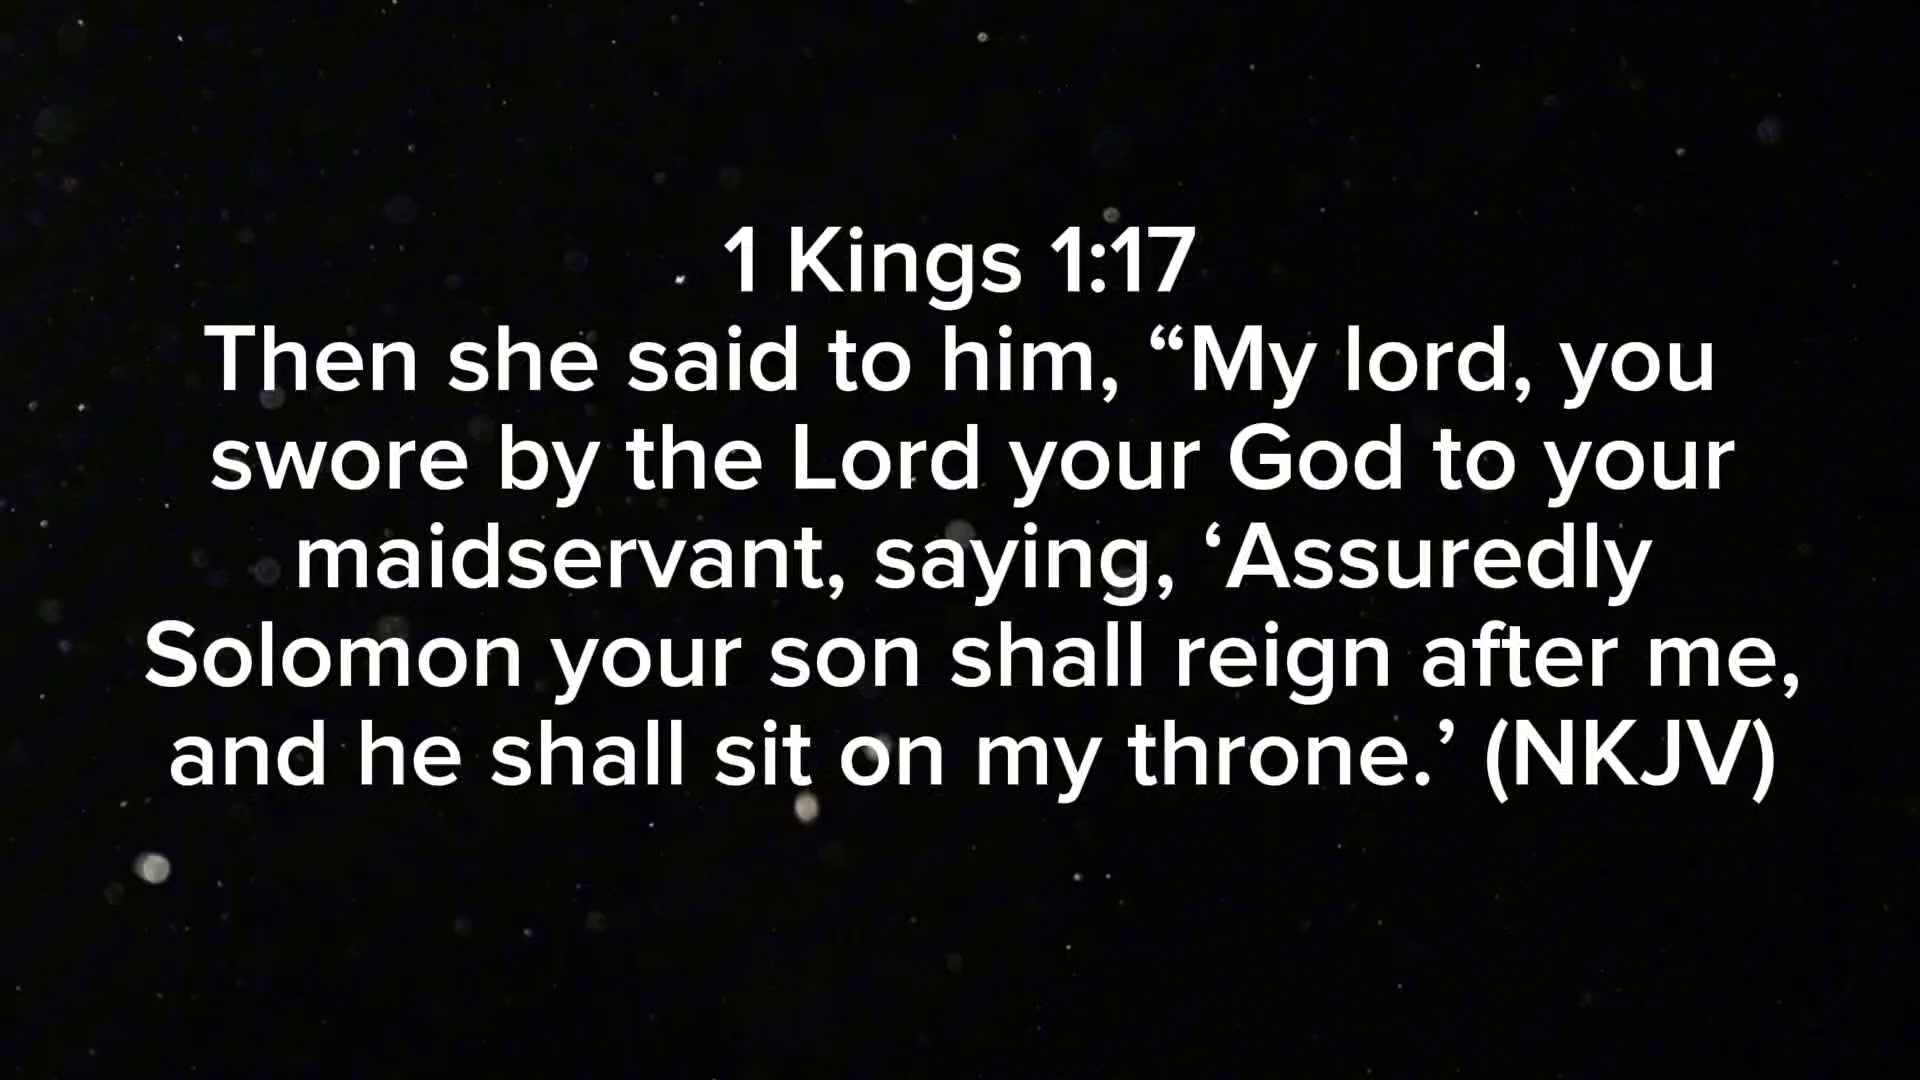 1 Kings 1:17
Then she said to him, “My lord, you
swore by the Lord your God to your
maidservant, saying, ‘Assuredly
Solomon your son shall reign after me,
and he shall sit on my throne.’ (NKJV)